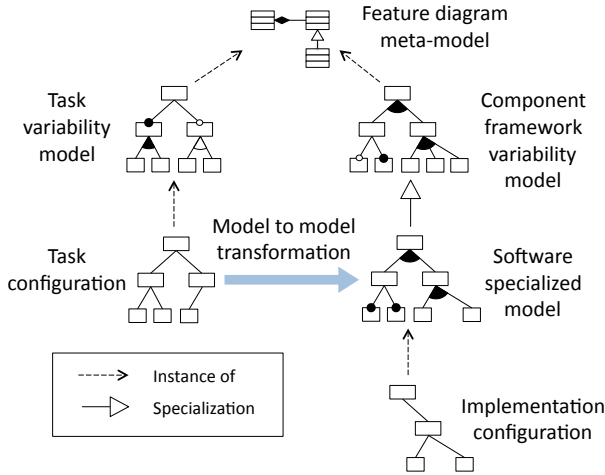 Feature diagram
meta-model
Task
variability
model
Component
framework
variability
model
Model to model
transformation
Task
configuration
Software
specialized
model
Instance of
Specialization
Implementation
configuration